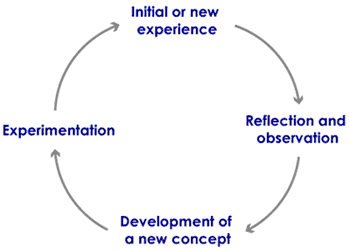 Initial or new
experience
Reflection and
observation
Development of
a new concept
Experimentation